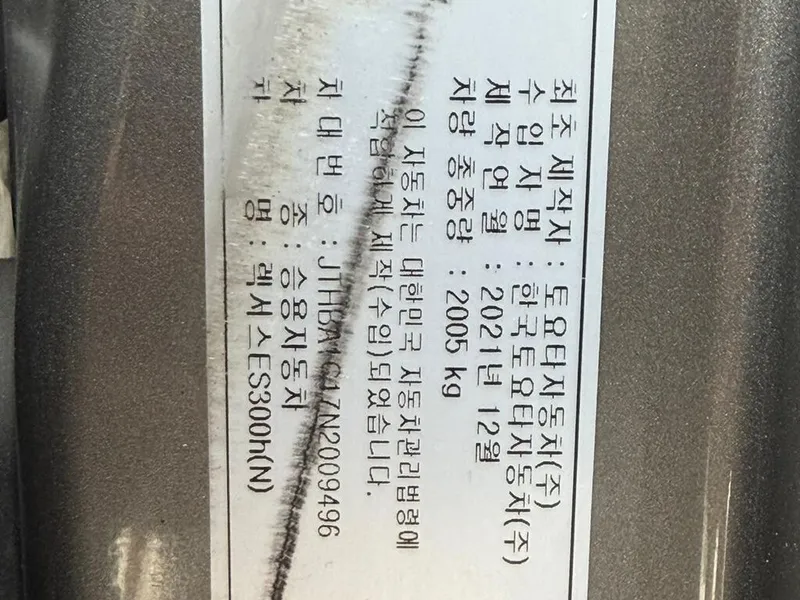 최초 제작자 : 토요타자동차(주)
수입자명 : 한국토요타자동차(주)
제작연월 : 2021년 12월
차량 총중량 : 2005 kg
이 자동차는 대한민국 자동차관리법령에
적합하게 제작(수입)되었습니다.
차대번호 : JTHBA1C17N2009496
차 종 : 승용자동차
차 명 : 렉서스ES300h(N)